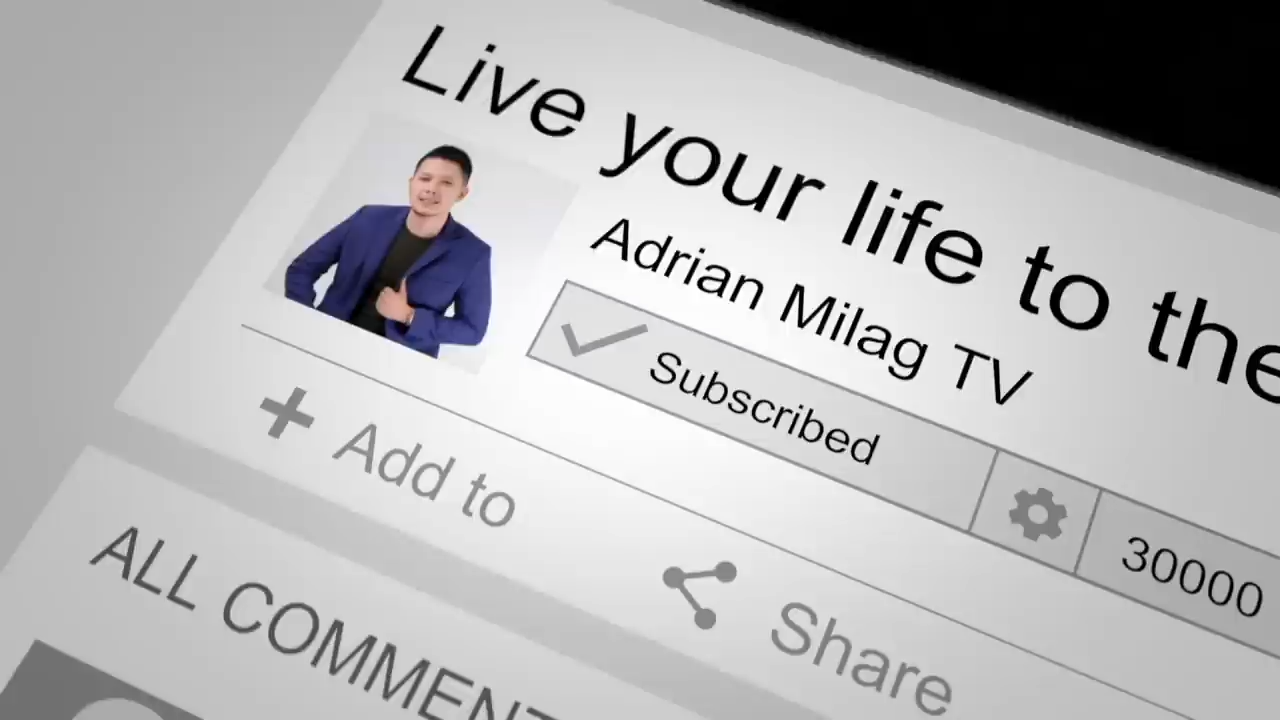 Live your life to the
Adrian Milag TV
Subscribed
30000
Add to
Share
ALL COMMENT